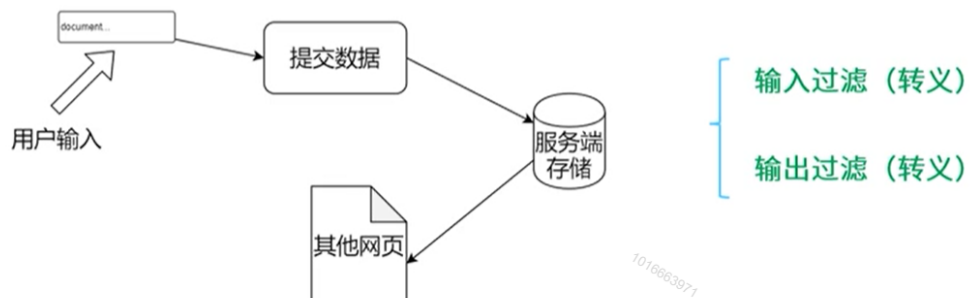 document...
提交数据
用户输入
服务端
存储
其他网页
输入过滤（转义）
输出过滤（转义）
1016663971